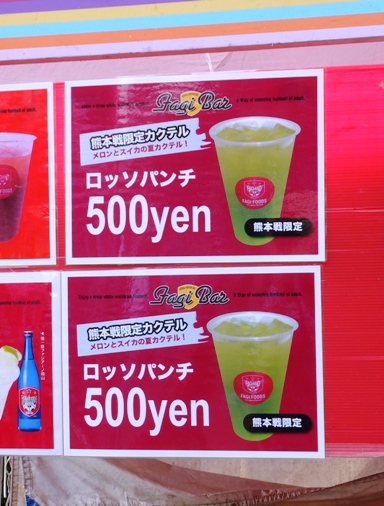 Fagi Bar
熊本戦限定カクテル
メロンとスイカの夏カクテル！
ロッソパンチ
500yen
FAGI FOODS
熊本戦限定
Fagi Bar
熊本戦限定カクテル
メロンとスイカの夏カクテル！
ロッソパンチ
500yen
FAGI FOODS
熊本戦限定